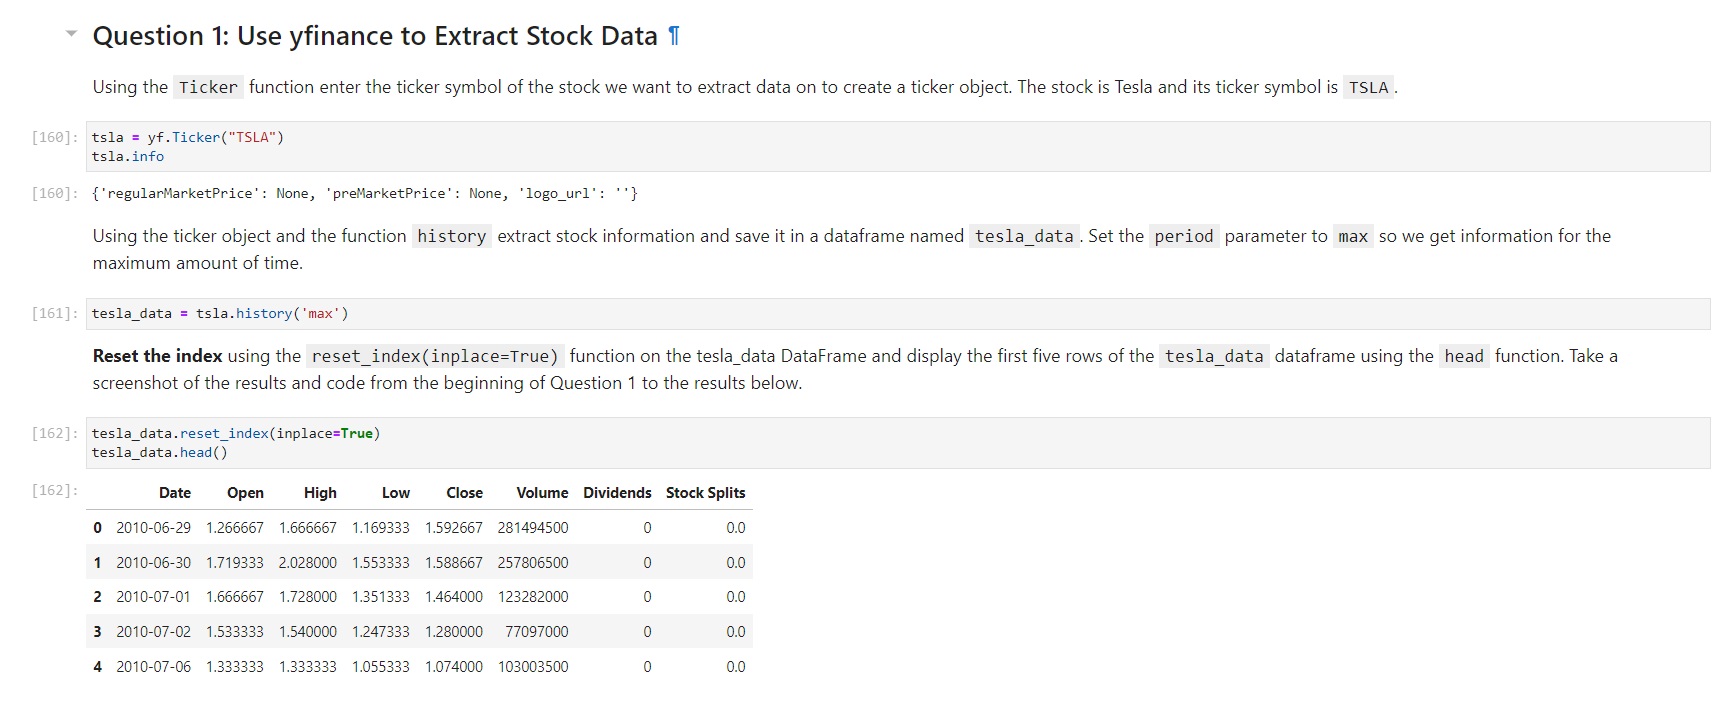 Question 1: Use yfinance to Extract Stock Data ¶
Using the Ticker function enter the ticker symbol of the stock we want to extract data on to create a ticker object. The stock is Tesla and its ticker symbol is TSLA.
[160]: tsla = yf.Ticker("TSLA")
tsla.info
[160]: {'regularMarketPrice': None, 'preMarketPrice': None, 'logo_url': ''}
Using the ticker object and the function history extract stock information and save it in a dataframe named tesla_data. Set the period parameter to max so we get information for the
maximum amount of time.
[161]: tesla_data = tsla.history('max')
Reset the index using the reset_index(inplace=True) function on the tesla_data DataFrame and display the first five rows of the tesla_data dataframe using the head function. Take a
screenshot of the results and code from the beginning of Question 1 to the results below.
[162]: tesla_data.reset_index(inplace=True)
tesla_data.head()
[162]: Date Open High Low Close Volume Dividends Stock Splits
0 2010-06-29 1.266667 1.666667 1.169333 1.592667 281494500 0 0.0
1 2010-06-30 1.719333 2.028000 1.553333 1.588667 257806500 0 0.0
2 2010-07-01 1.666667 1.728000 1.351333 1.464000 123282000 0 0.0
3 2010-07-02 1.533333 1.540000 1.247333 1.280000 77097000 0 0.0
4 2010-07-06 1.333333 1.333333 1.055333 1.074000 103003500 0 0.0